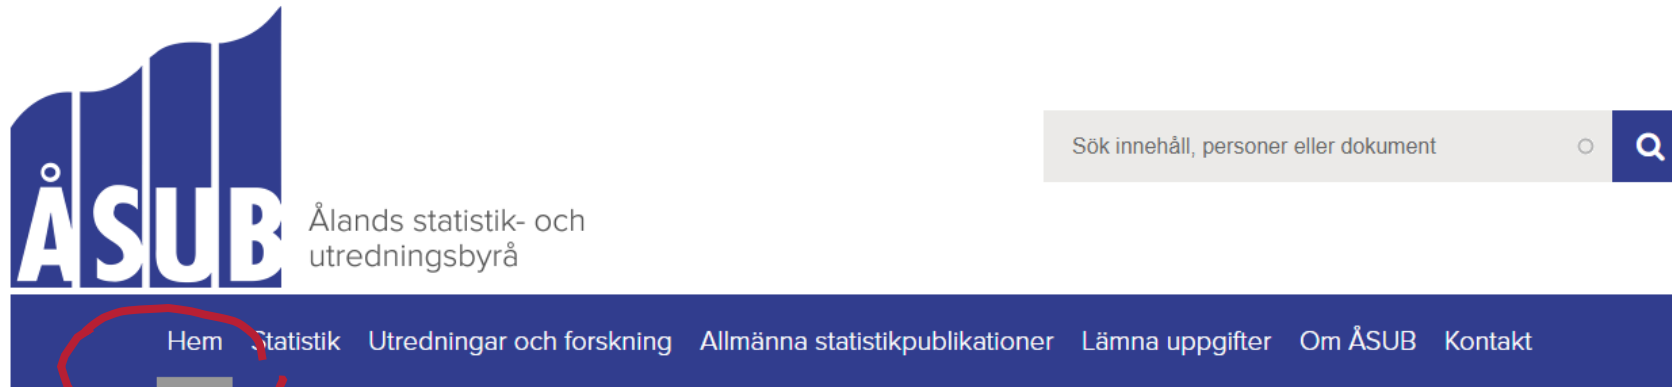 ÅSUB
Ålands statistik- och
utredningsbyrå
Sök innehåll, personer eller dokument
Hem Statistik Utredningar och forskning Allmänna statistikpublikationer Lämna uppgifter Om ÅSUB Kontakt